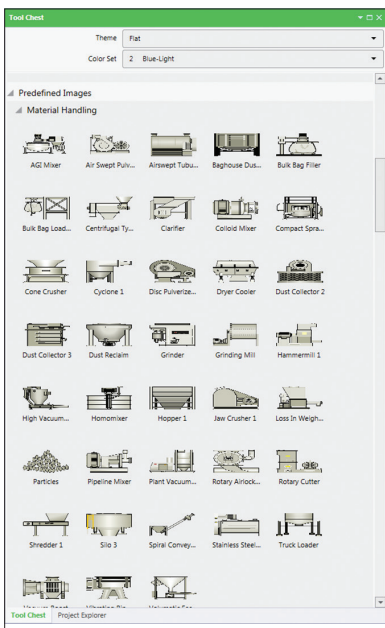 Tool Chest
Theme Flat
Color Set 2 Blue-Light
Predefined Images
Material Handling
AGI Mixer Air Swept Pulv... Airswept Tubu... Baghouse Dus... Bulk Bag Filler
Bulk Bag Load... Centrifugal Ty... Clarifier Colloid Mixer Compact Spra...
Cone Crusher Cyclone 1 Disc Pulverize... Dryer Cooler Dust Collector 2
Dust Collector 3 Dust Reclaim Grinder Grinding Mill Hammermill 1
High Vacuum... Homomixer Hopper 1 Jaw Crusher 1 Loss In Weigh...
Particles Pipeline Mixer Plant Vacuum... Rotary Airlock... Rotary Cutter
Shredder 1 Silo 3 Spiral Convey... Stainless Steel... Truck Loader
Tool Chest Project Explorer